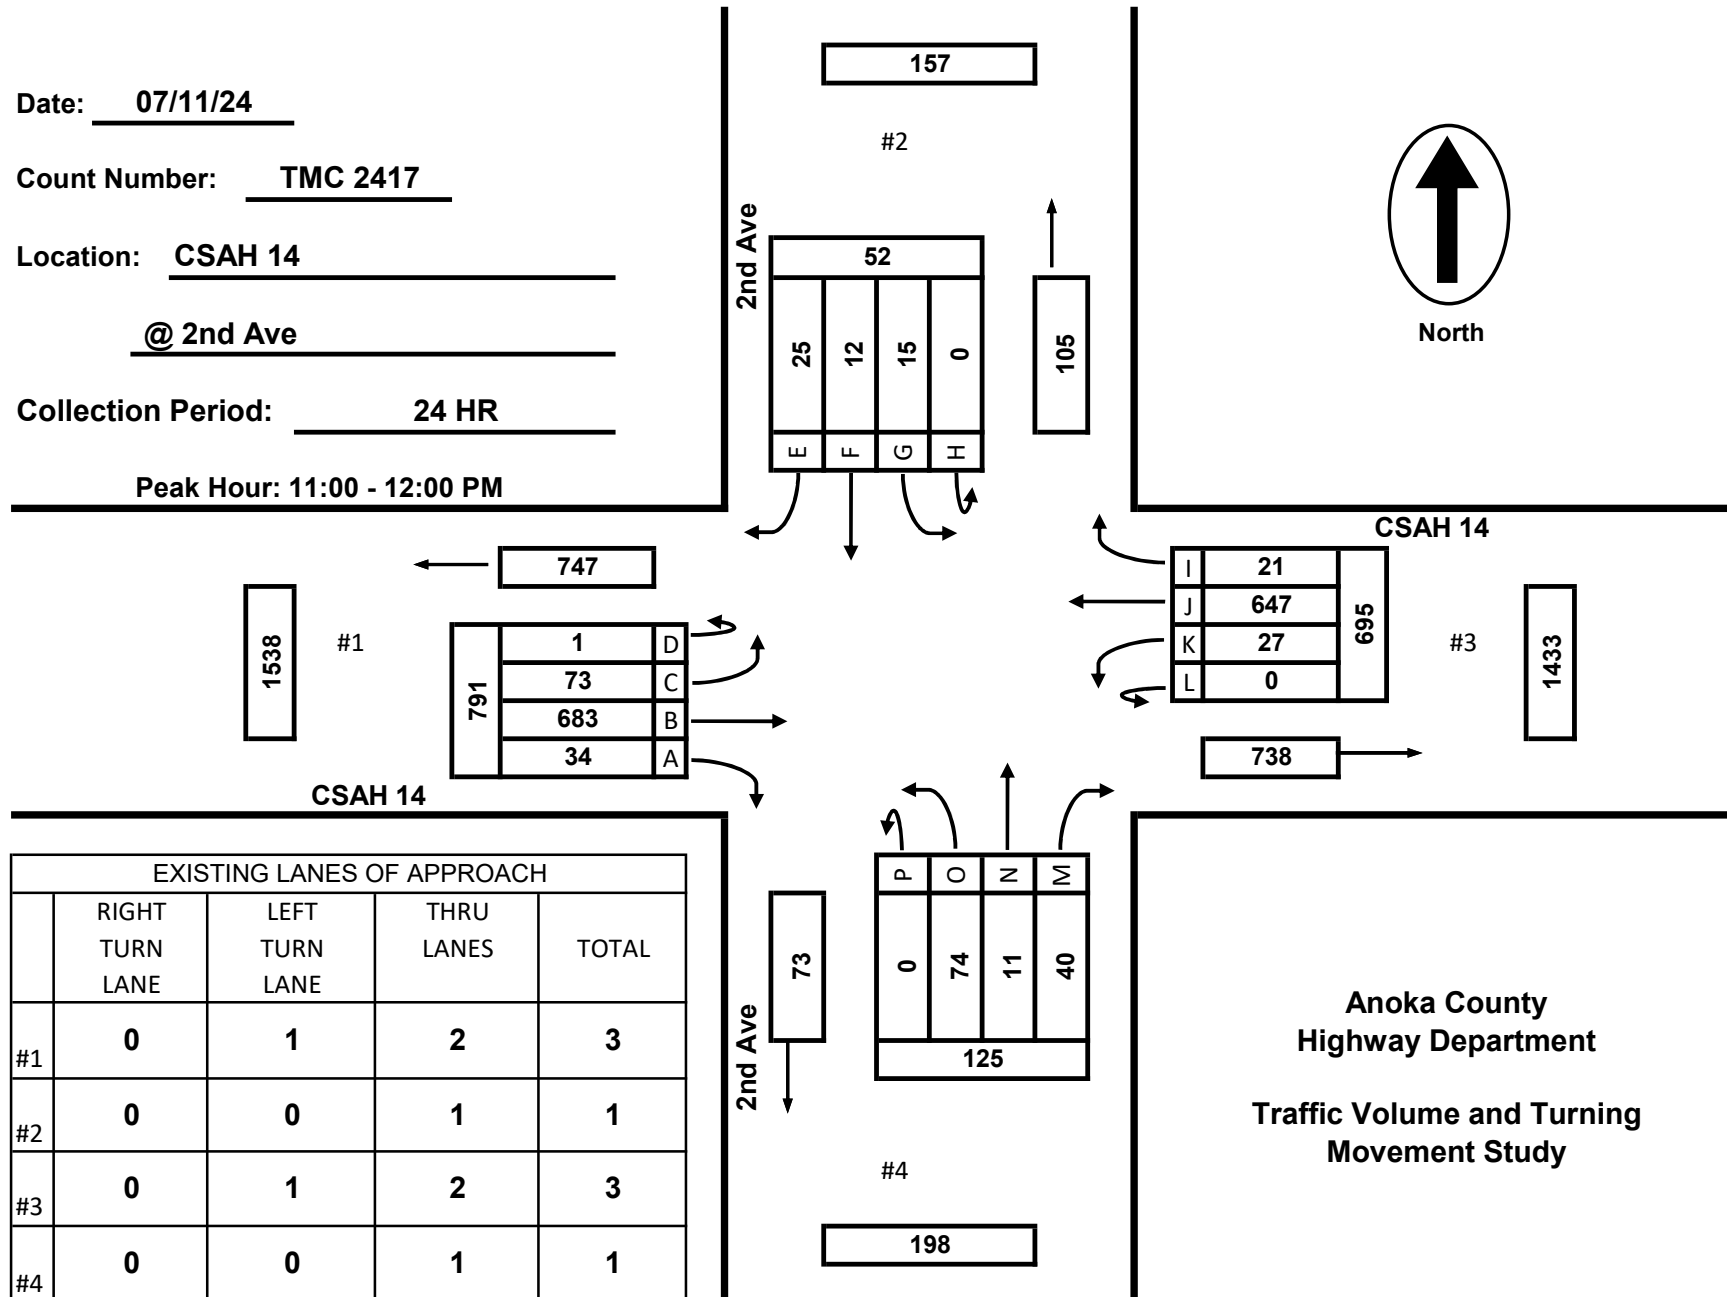 Date: 07/11/24
Count Number: TMC 2417
Location: CSAH 14
@ 2nd Ave
Collection Period: 24 HR
Peak Hour: 11:00 - 12:00 PM
157
#2
2nd Ave
52
25 12 15 0
E F G H
105
North
CSAH 14
747
1538
#1
791
1 D
73 C
683 B
34 A
CSAH 14
I 21
J 647
K 27
L 0
695
#3
1433
738
P O N M
0 74 11 40
125
73
2nd Ave
#4
198
EXISTING LANES OF APPROACH
RIGHT TURN LANE LEFT TURN LANE THRU LANES TOTAL
#1 0 1 2 3
#2 0 0 1 1
#3 0 1 2 3
#4 0 0 1 1
Anoka County
Highway Department
Traffic Volume and Turning
Movement Study